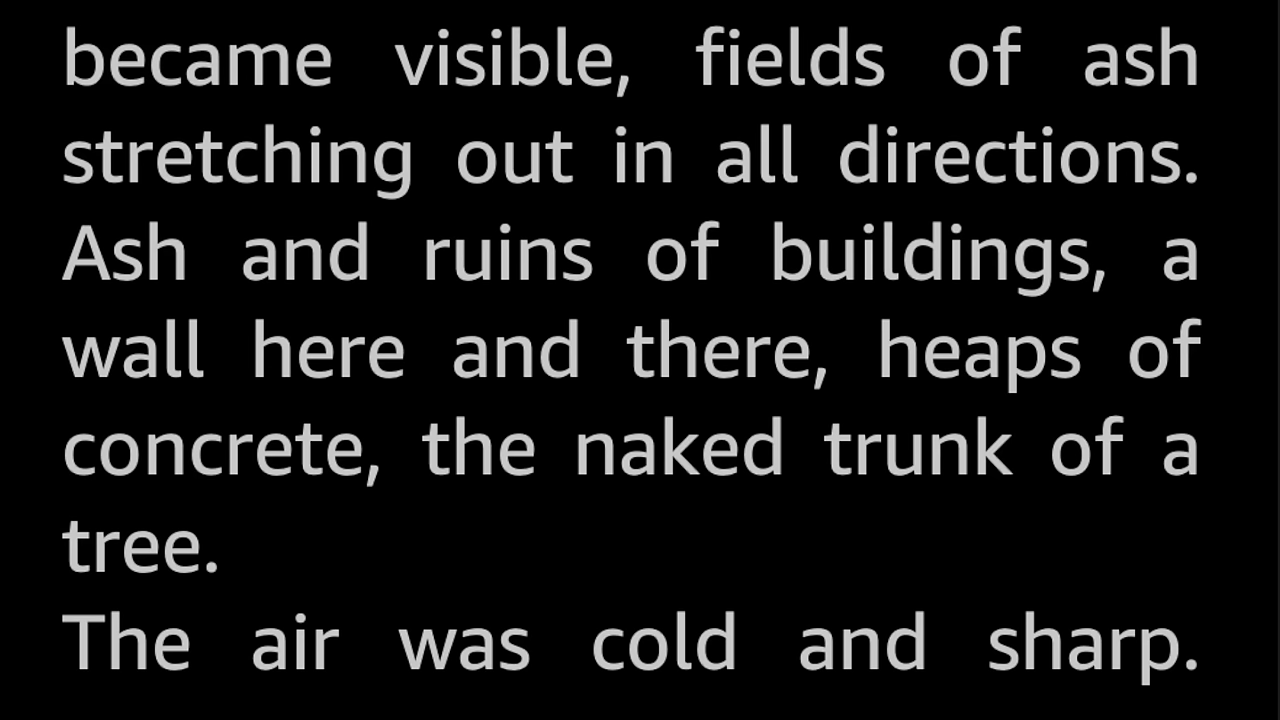 became visible, fields of ash
stretching out in all directions.
Ash and ruins of buildings, a
wall here and there, heaps of
concrete, the naked trunk of a
tree.
The air was cold and sharp.